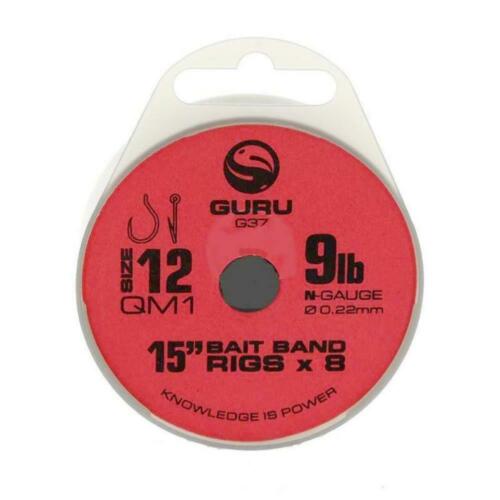 GURU
G37
SIZE 12
QM1
9lb
N-GAUGE
Ø 0.22mm
15” BAIT BAND
RIGS x 8
KNOWLEDGE IS POWER